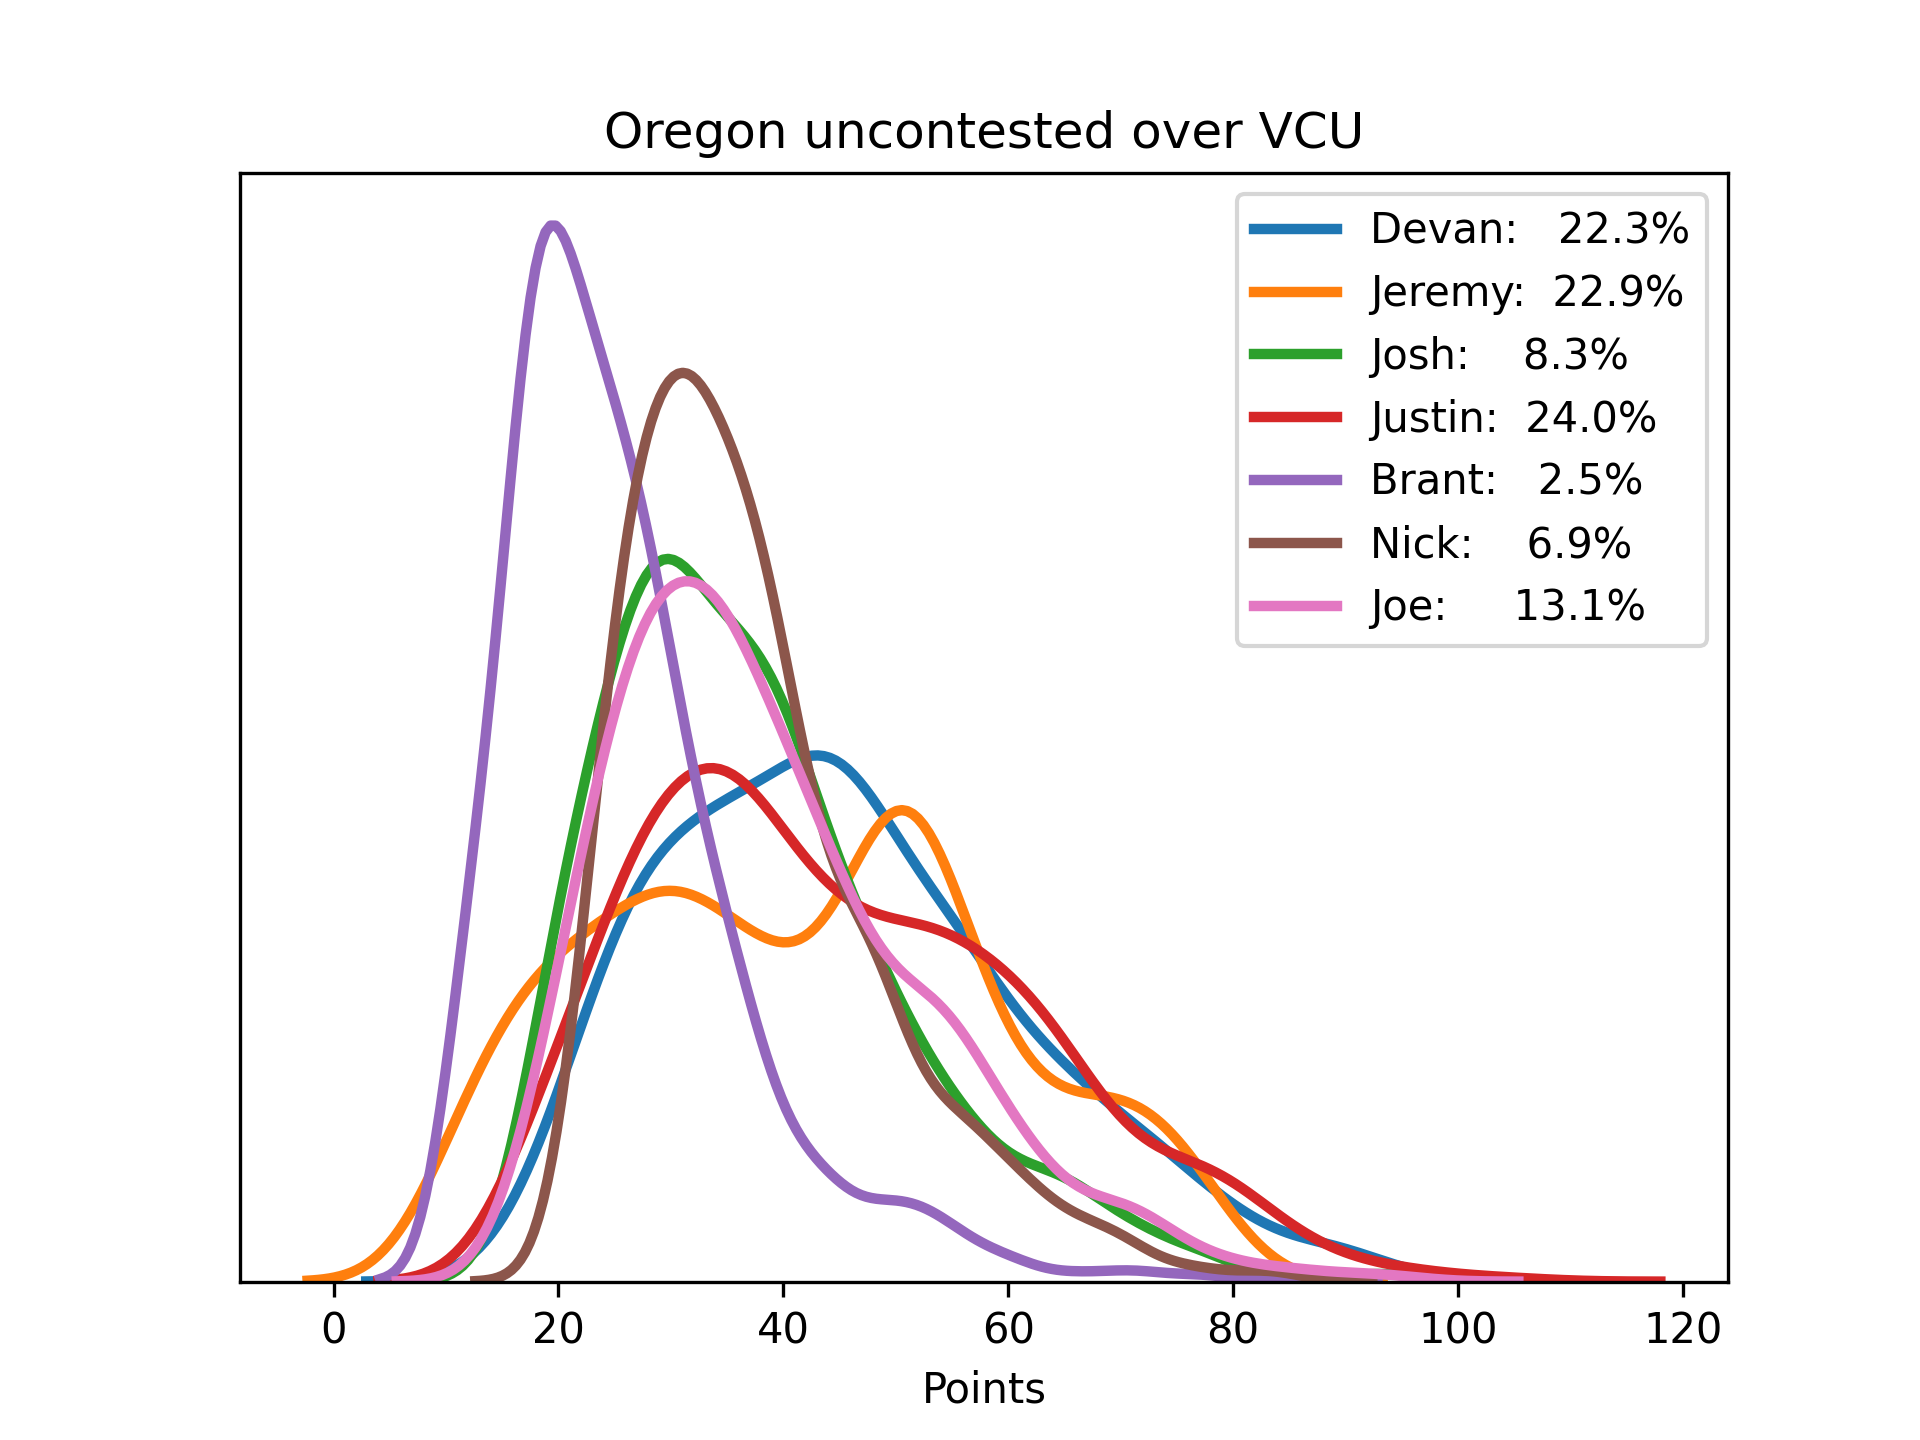 Oregon uncontested over VCU
Devan: 22.3%
Jeremy: 22.9%
Josh: 8.3%
Justin: 24.0%
Brant: 2.5%
Nick: 6.9%
Joe: 13.1%
0 20 40 60 80 100 120
Points